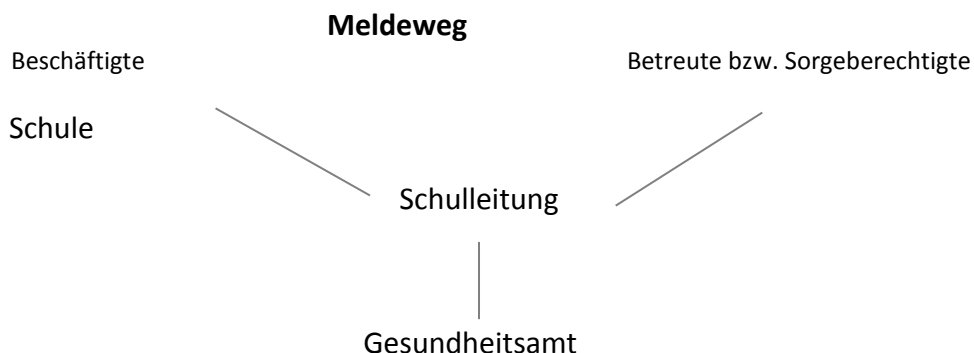 Meldeweg
Beschäftigte
Betreute bzw. Sorgeberechtigte
Schule
Schulleitung
Gesundheitsamt